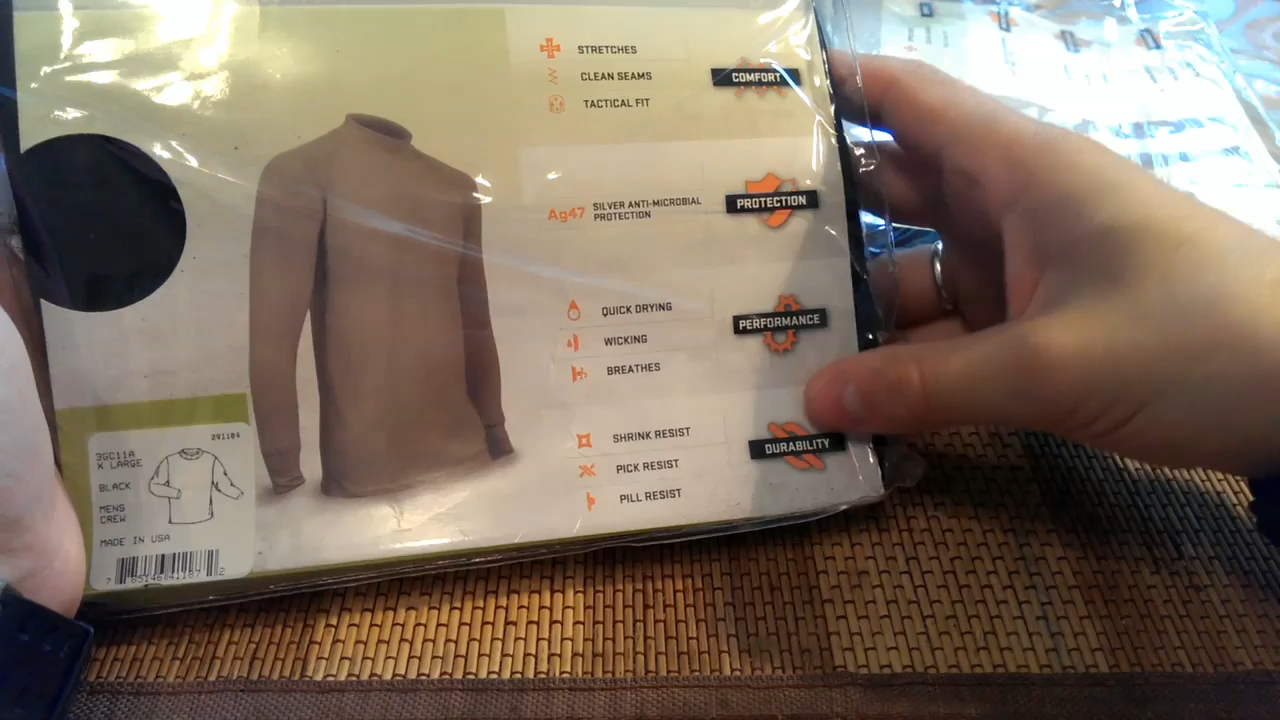 STRETCHES
CLEAN SEAMS
TACTICAL FIT
COMFORT
Ag47 SILVER ANTI-MICROBIAL
PROTECTION
PROTECTION
QUICK DRYING
WICKING
BREATHES
PERFORMANCE
SHRINK RESIST
PICK RESIST
PILL RESIST
DURABILITY
291104
3GC11A
X LARGE
BLACK
MENS
CREW
MADE IN USA